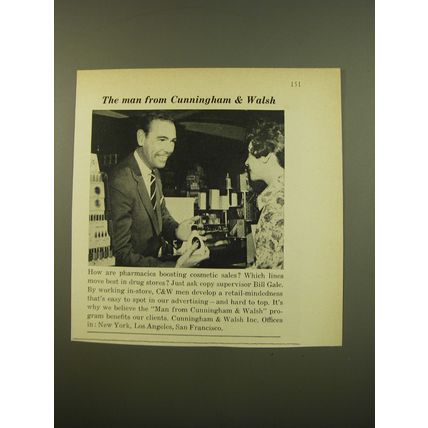 151
The man from Cunningham & Walsh
How are pharmacies boosting cosmetic sales? Which lines
move best in drug stores? Just ask copy supervisor Bill Gale.
By working in-store, C&W men develop a retail-mindedness
that's easy to spot in our advertising—and hard to top. It's
why we believe the "Man from Cunningham & Walsh" pro-
gram benefits our clients. Cunningham & Walsh Inc. Offices
in: New York, Los Angeles, San Francisco.